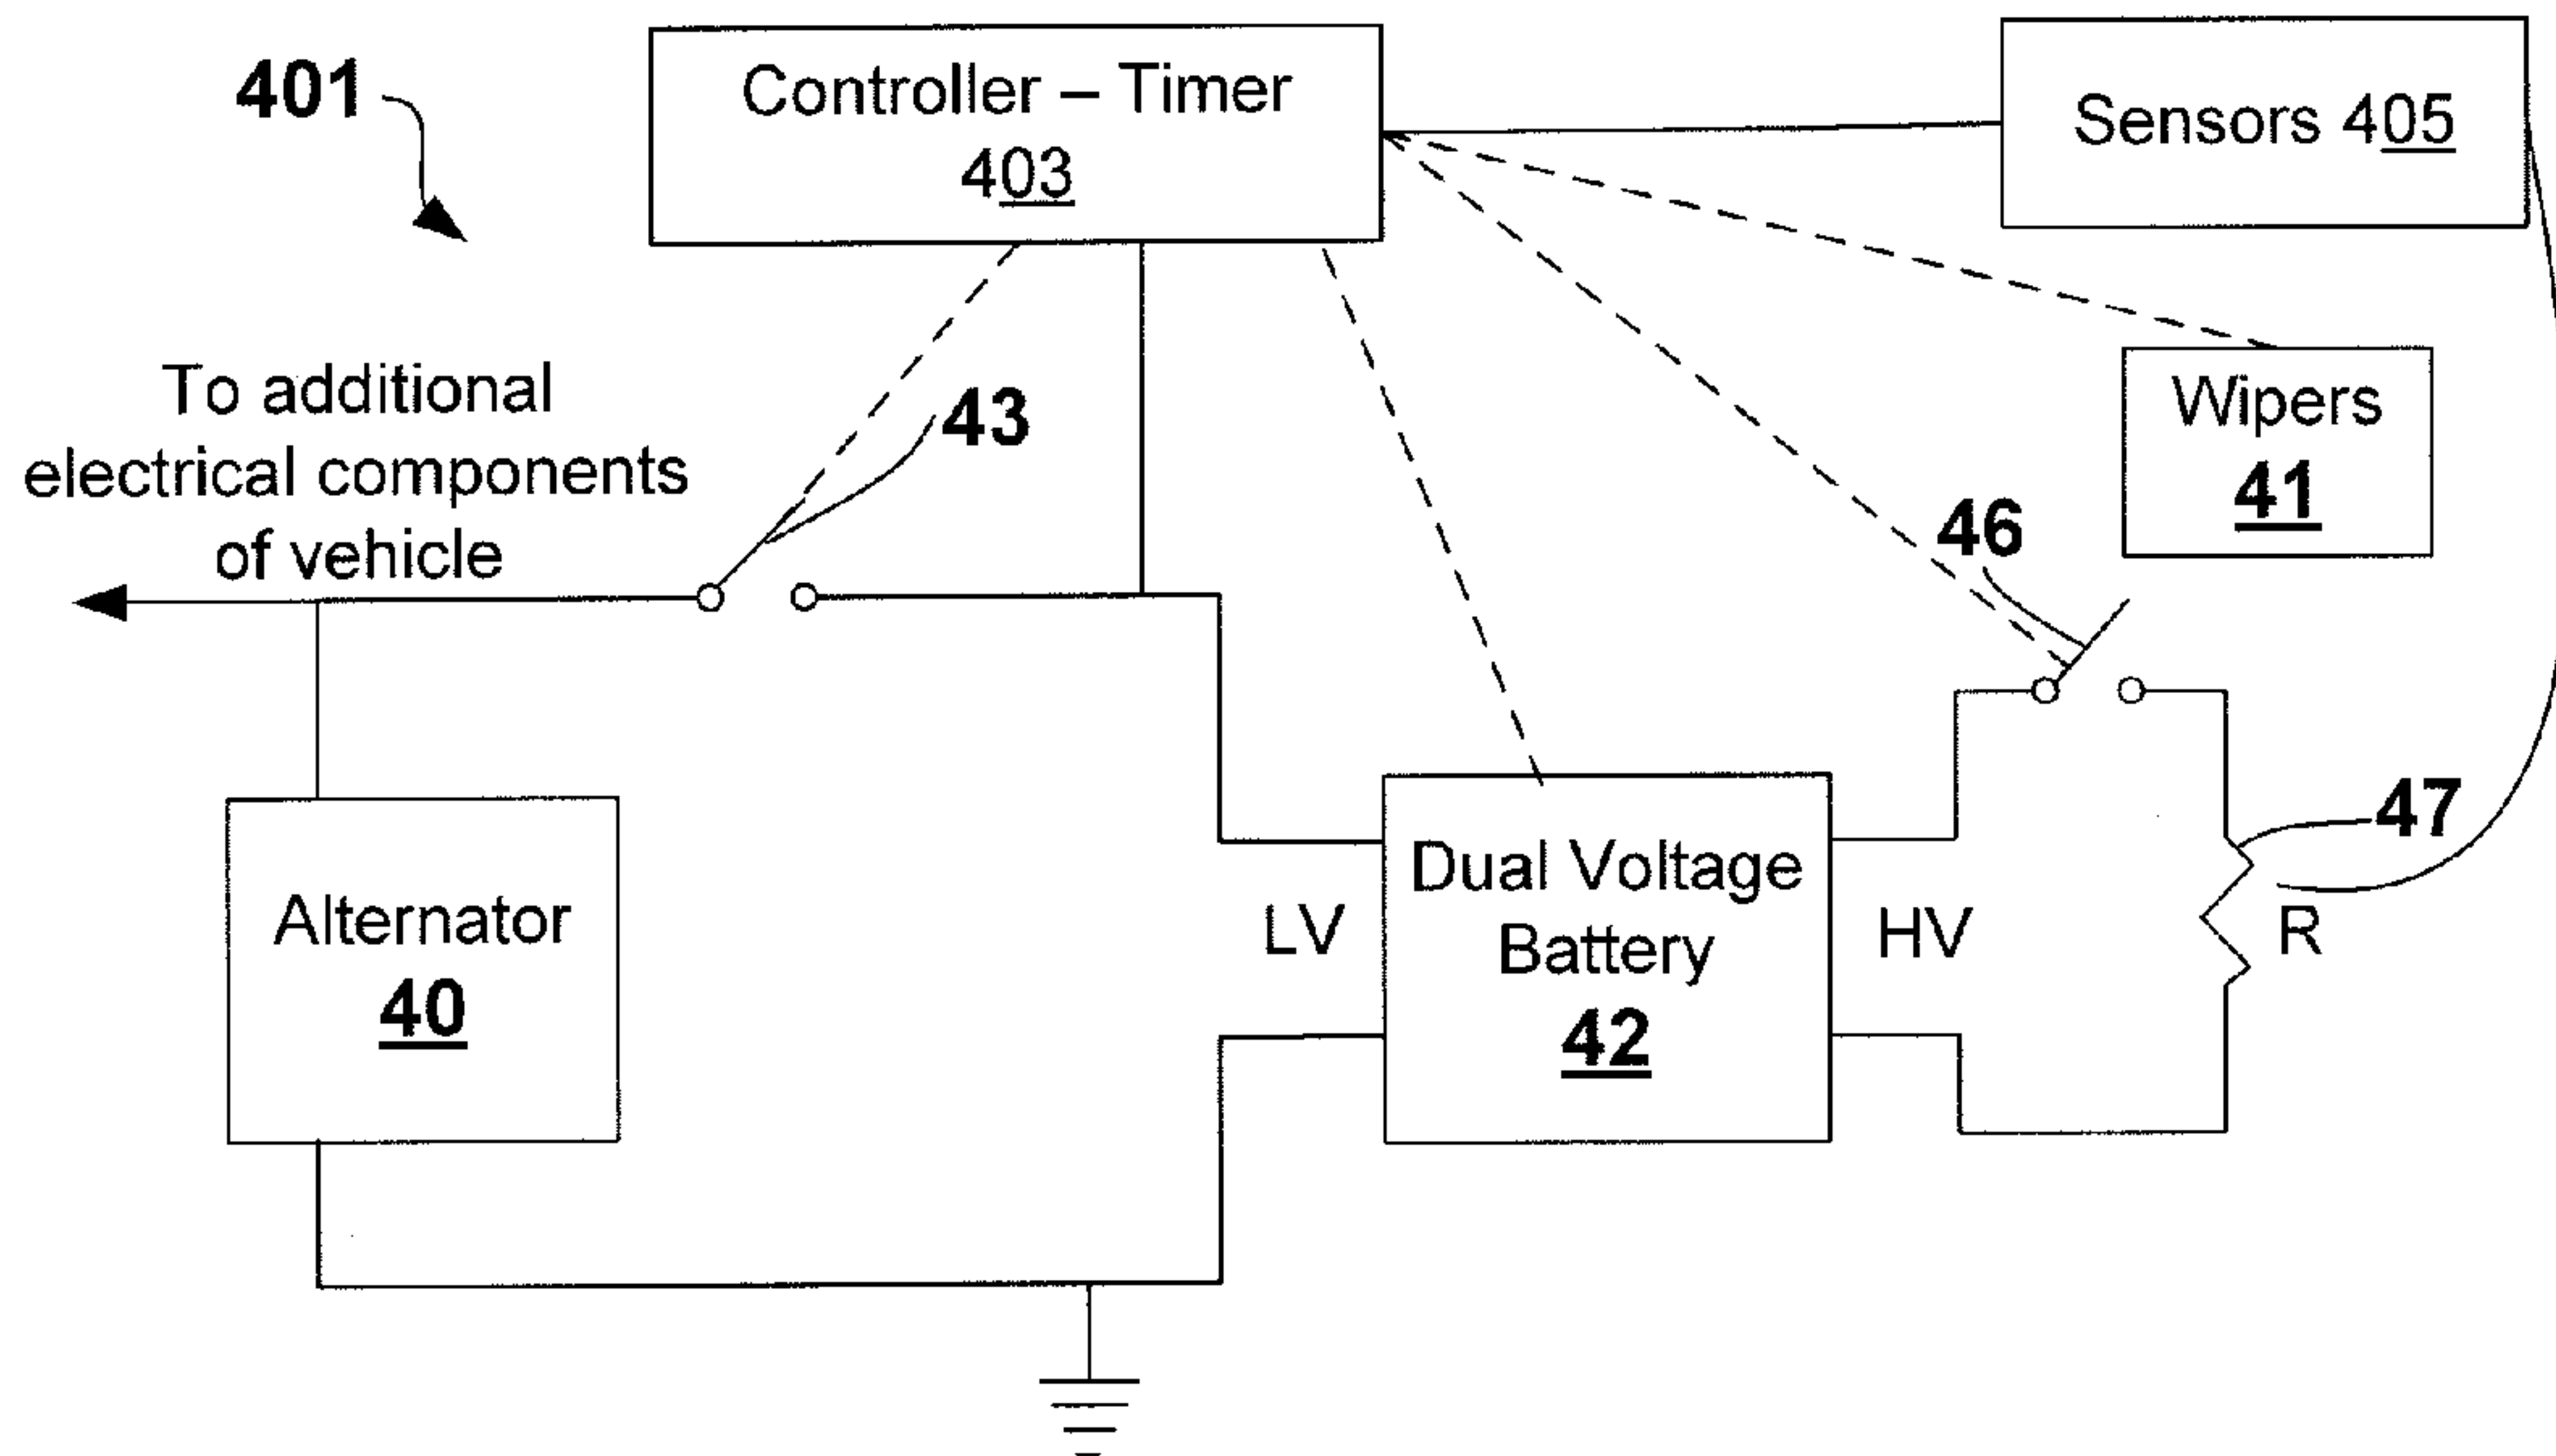 401
Controller – Timer
403
Sensors 405
To additional
electrical components
of vehicle
43
Wipers
41
46
47
Alternator
40
LV
Dual Voltage
Battery
42
HV
R